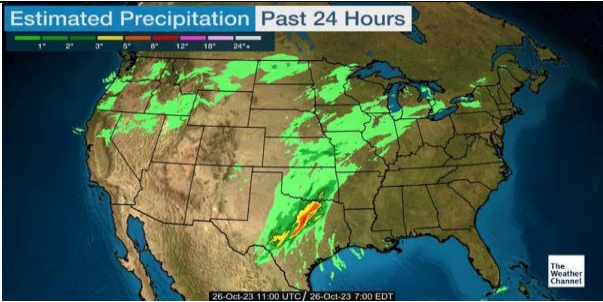 Estimated Precipitation Past 24 Hours
1" 2" 3" 5" 8" 12" 18" 24"+
The
Weather
Channel
26-Oct-23 11:00 UTC / 26-Oct-23 7:00 EDT